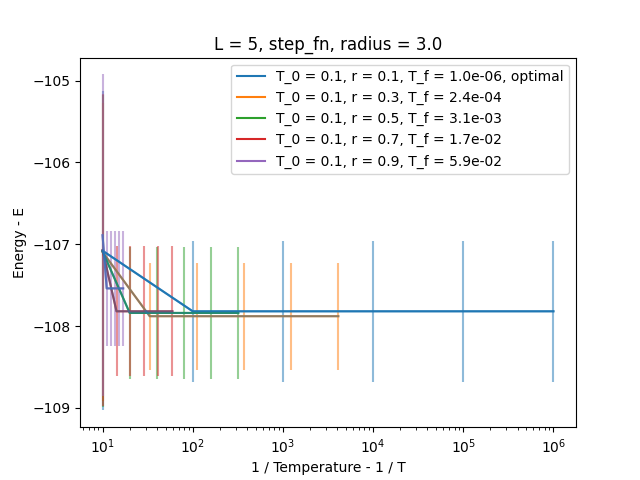 L = 5, step_fn, radius = 3.0
T_0 = 0.1, r = 0.1, T_f = 1.0e-06, optimal
T_0 = 0.1, r = 0.3, T_f = 2.4e-04
T_0 = 0.1, r = 0.5, T_f = 3.1e-03
T_0 = 0.1, r = 0.7, T_f = 1.7e-02
T_0 = 0.1, r = 0.9, T_f = 5.9e-02
Energy - E
−105
−106
−107
−108
−109
10¹ 10² 10³ 10⁴ 10⁵ 10⁶
1 / Temperature - 1 / T